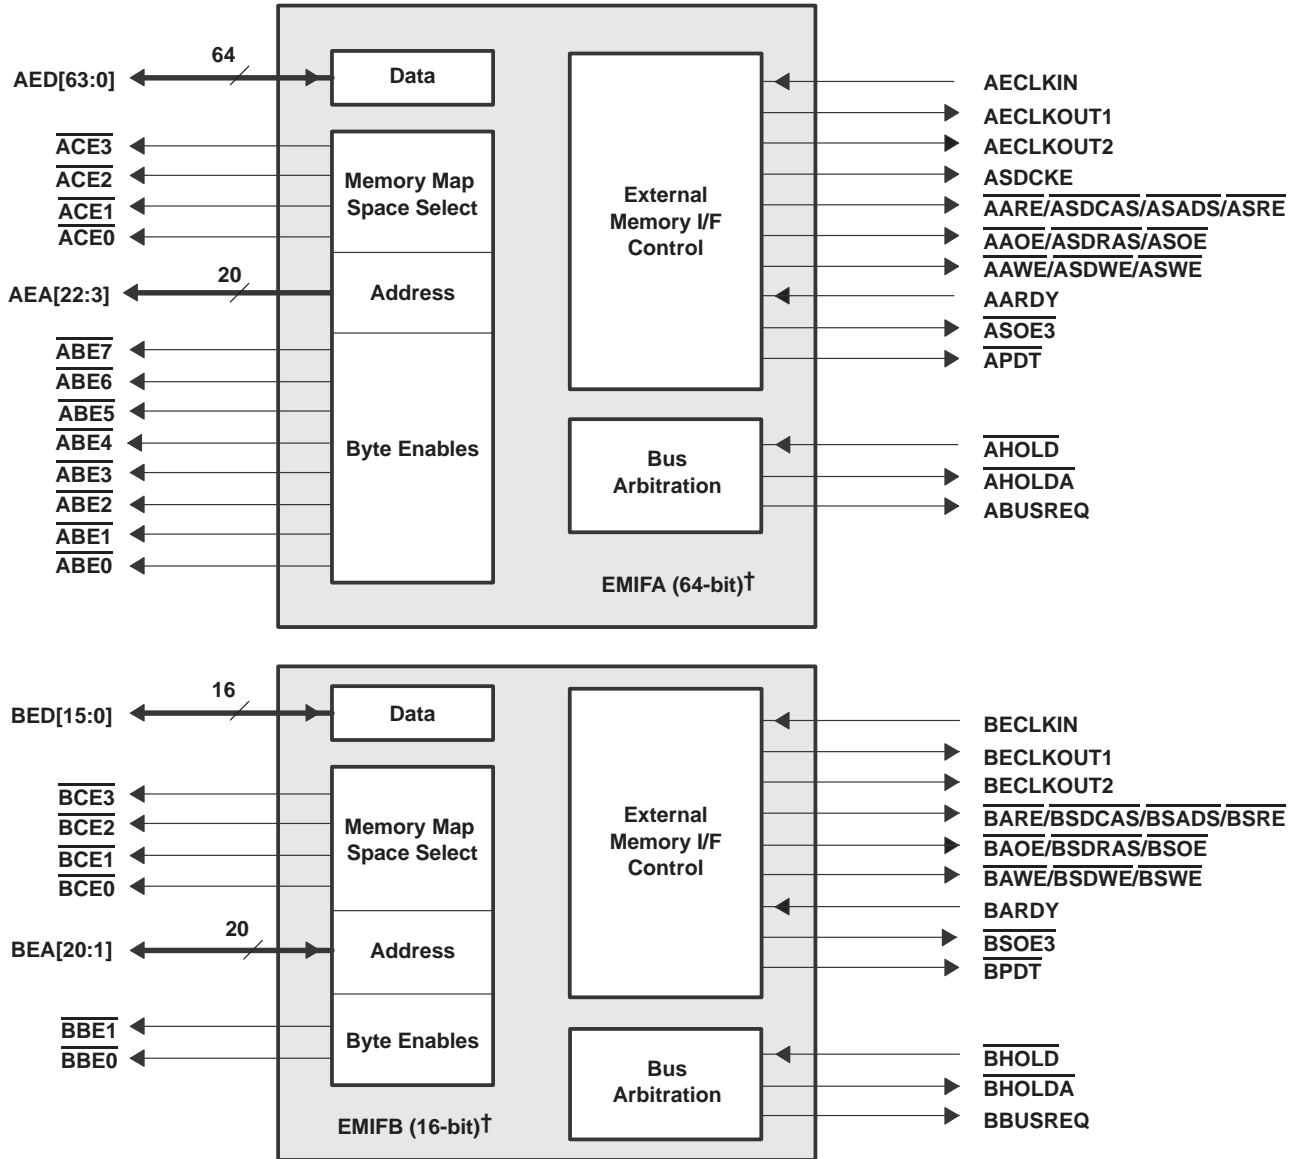 64
AED[63:0]
Data
ACE3
ACE2
ACE1
ACE0
Memory Map
Space Select
20
AEA[22:3]
Address
ABE7
ABE6
ABE5
ABE4
ABE3
ABE2
ABE1
ABE0
Byte Enables
External
Memory I/F
Control
AECLKIN
AECLKOUT1
AECLKOUT2
ASDCKE
AARE/ASDCAS/ASADS/ASRE
AAOE/ASDRAS/ASOE
AAWE/ASDWE/ASWE
AARDY
ASOE3
APDT
Bus
Arbitration
AHOLD
AHOLDA
ABUSREQ
EMIFA (64-bit)†
16
BED[15:0]
Data
BCE3
BCE2
BCE1
BCE0
Memory Map
Space Select
20
BEA[20:1]
Address
BBE1
BBE0
Byte Enables
External
Memory I/F
Control
BECLKIN
BECLKOUT1
BECLKOUT2
BARE/BSDCAS/BSADS/BSRE
BAOE/BSDRAS/BSOE
BAWE/BSDWE/BSWE
BARDY
BSOE3
BPDT
Bus
Arbitration
BHOLD
BHOLDA
BBUSREQ
EMIFB (16-bit)†